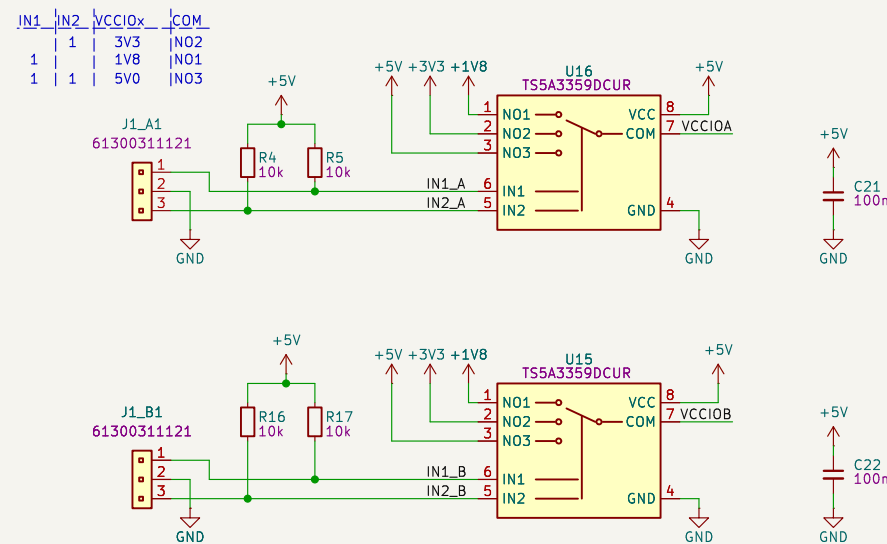 IN1 IN2 VCCIOx COM
1 3V3 NO2
1 1V8 NO1
1 1 5V0 NO3
+5V
J1_A1
61300311121
1
2
3
GND
R4
10k
R5
10k
IN1_A
IN2_A
+5V +3V3 +1V8
U16
TS5A3359DCUR
1 NO1
2 NO2
3 NO3
6 IN1
5 IN2
VCC 8
COM 7
GND 4
+5V
VCCIOA
GND
+5V
C21
100n
GND
+5V
J1_B1
61300311121
1
2
3
GND
R16
10k
R17
10k
IN1_B
IN2_B
+5V +3V3 +1V8
U15
TS5A3359DCUR
1 NO1
2 NO2
3 NO3
6 IN1
5 IN2
VCC 8
COM 7
GND 4
+5V
VCCIOB
GND
+5V
C22
100n
GND